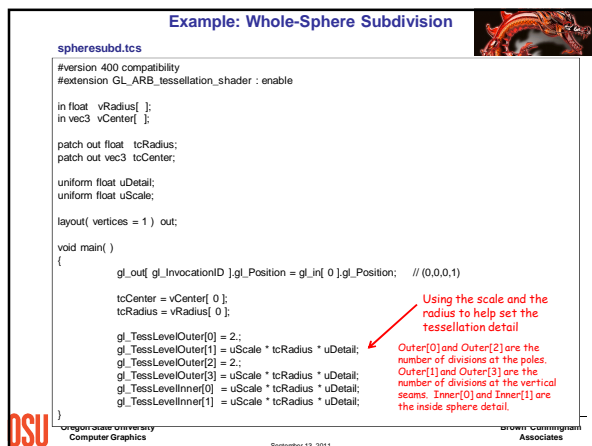 Example: Whole-Sphere Subdivision
spheresubd.tcs
#version 400 compatibility
#extension GL_ARB_tessellation_shader : enable
in float vRadius[ ];
in vec3 vCenter[ ];
patch out float tcRadius;
patch out vec3 tcCenter;
uniform float uDetail;
uniform float uScale;
layout( vertices = 1 ) out;
void main( )
{
gl_out[ gl_InvocationID ].gl_Position = gl_in[ 0 ].gl_Position; // (0,0,0,1)
tcCenter = vCenter[ 0 ];
tcRadius = vRadius[ 0 ];
gl_TessLevelOuter[0] = 2.;
gl_TessLevelOuter[1] = uScale * tcRadius * uDetail;
gl_TessLevelOuter[2] = 2.;
gl_TessLevelOuter[3] = uScale * tcRadius * uDetail;
gl_TessLevelInner[0] = uScale * tcRadius * uDetail;
gl_TessLevelInner[1] = uScale * tcRadius * uDetail;
}
Using the scale and the
radius to help set the
tessellation detail
Outer[0] and Outer[2] are the
number of divisions at the poles.
Outer[1] and Outer[3] are the
number of divisions at the vertical
seams. Inner[0] and Inner[1] are
the inside sphere detail.
OSU
Oregon State University
Computer Graphics
September 13, 2011
Brown Cunningham
Associates